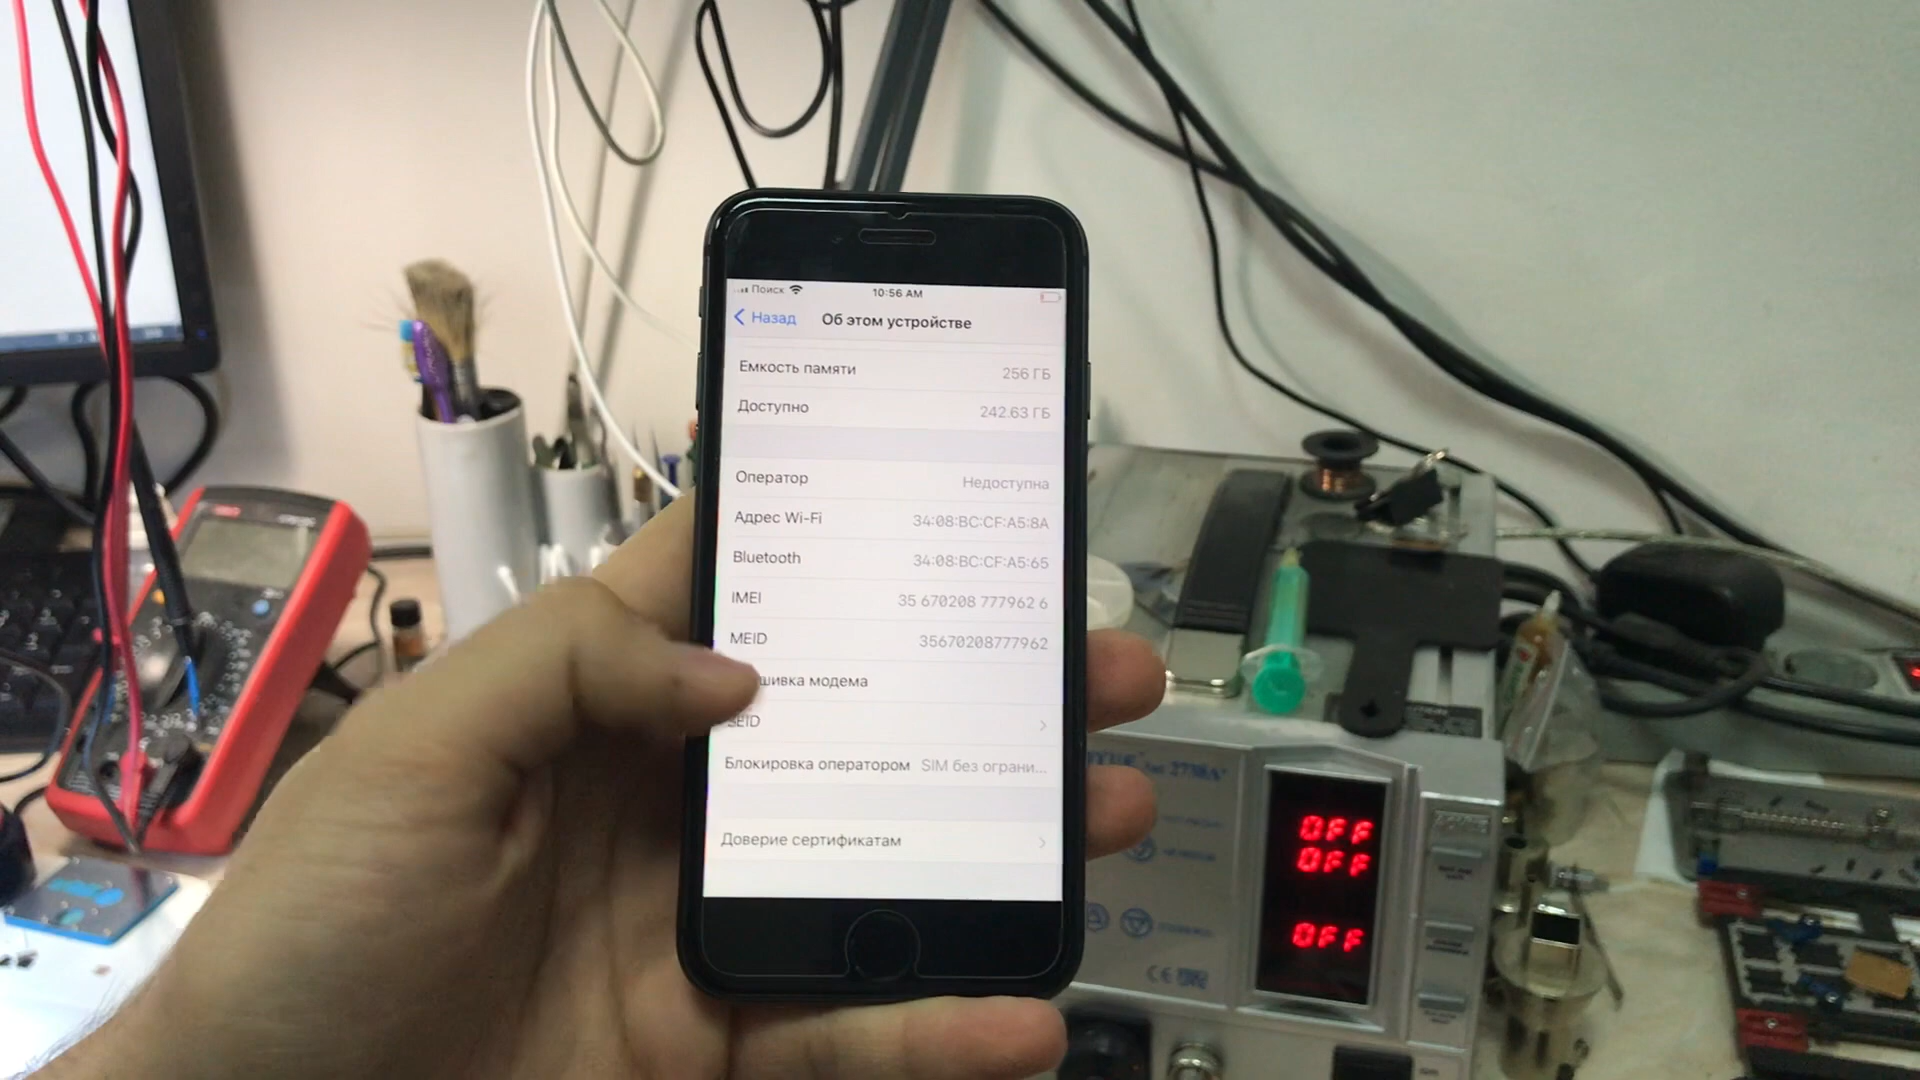 Поиск
10:56 AM
Назад
Об этом устройстве
Емкость памяти 256 ГБ
Доступно 242.63 ГБ
Оператор Недоступна
Адрес Wi-Fi 34:08:BC:CF:A5:8A
Bluetooth 34:08:BC:CF:A5:65
IMEI 35 670208 777962 6
MEID 35670208777962
шивка модема
EID
Блокировка оператором SIM без ограни...
Доверие сертификатам
OFF
OFF
OFF
CE